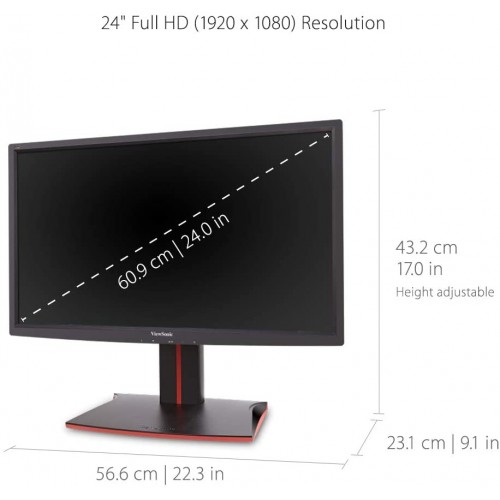 24" Full HD (1920 x 1080) Resolution
60.9 cm | 24.0 in
43.2 cm
17.0 in
Height adjustable
ViewSonic
23.1 cm | 9.1 in
56.6 cm | 22.3 in